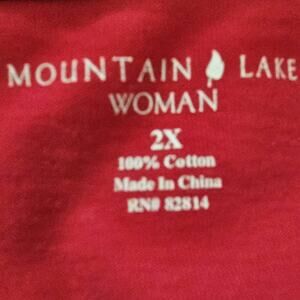 MOUNTAIN LAKE
WOMAN
2X
100% Cotton
Made In China
RN# 82814